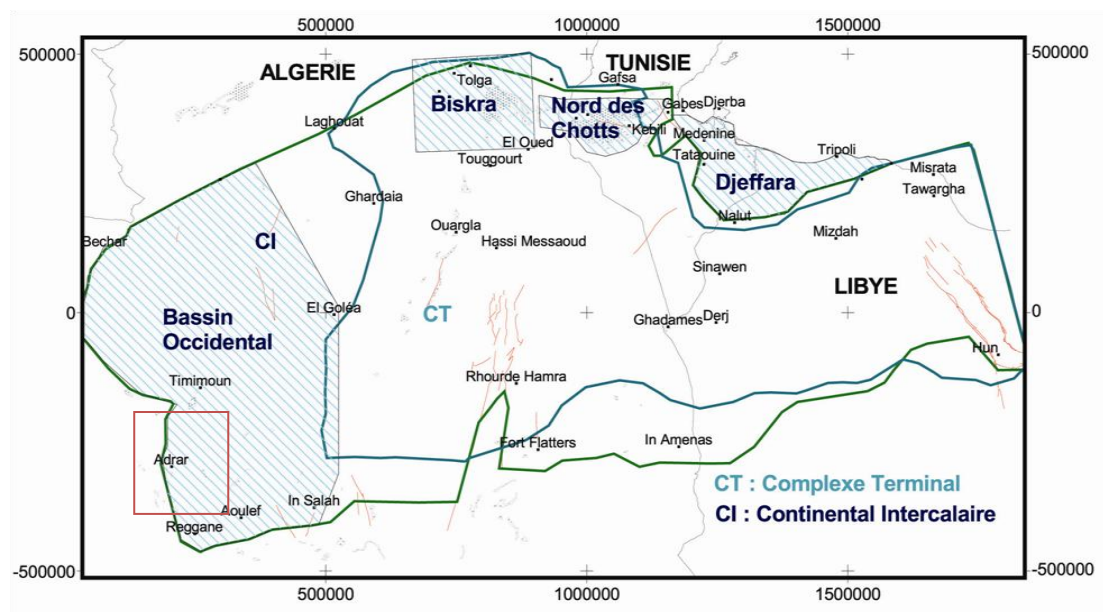 500000 1000000 1500000
500000 500000
ALGERIE TUNISIE
Tolga Gafsa
Biskra Nord des
Chotts
Gabes Djerba
Laghouat Kebili Medenine
El Oued
Touggourt Tataouine Tripoli
Djeffara Misrata
Ghardaia Tawargha
Nalut
Ouargla Mizdah
Bechar CI Hassi Messaoud
Sinawen
LIBYE
El Goléa
0 CT Ghadames Derj 0
Bassin
Occidental
Hun
Timimoun Rhourde Hamra
Fort Flatters In Amenas
Adrar
CT : Complexe Terminal
In Salah
Aoulef CI : Continental Intercalaire
Reggane
-500000 -500000
500000 1000000 1500000